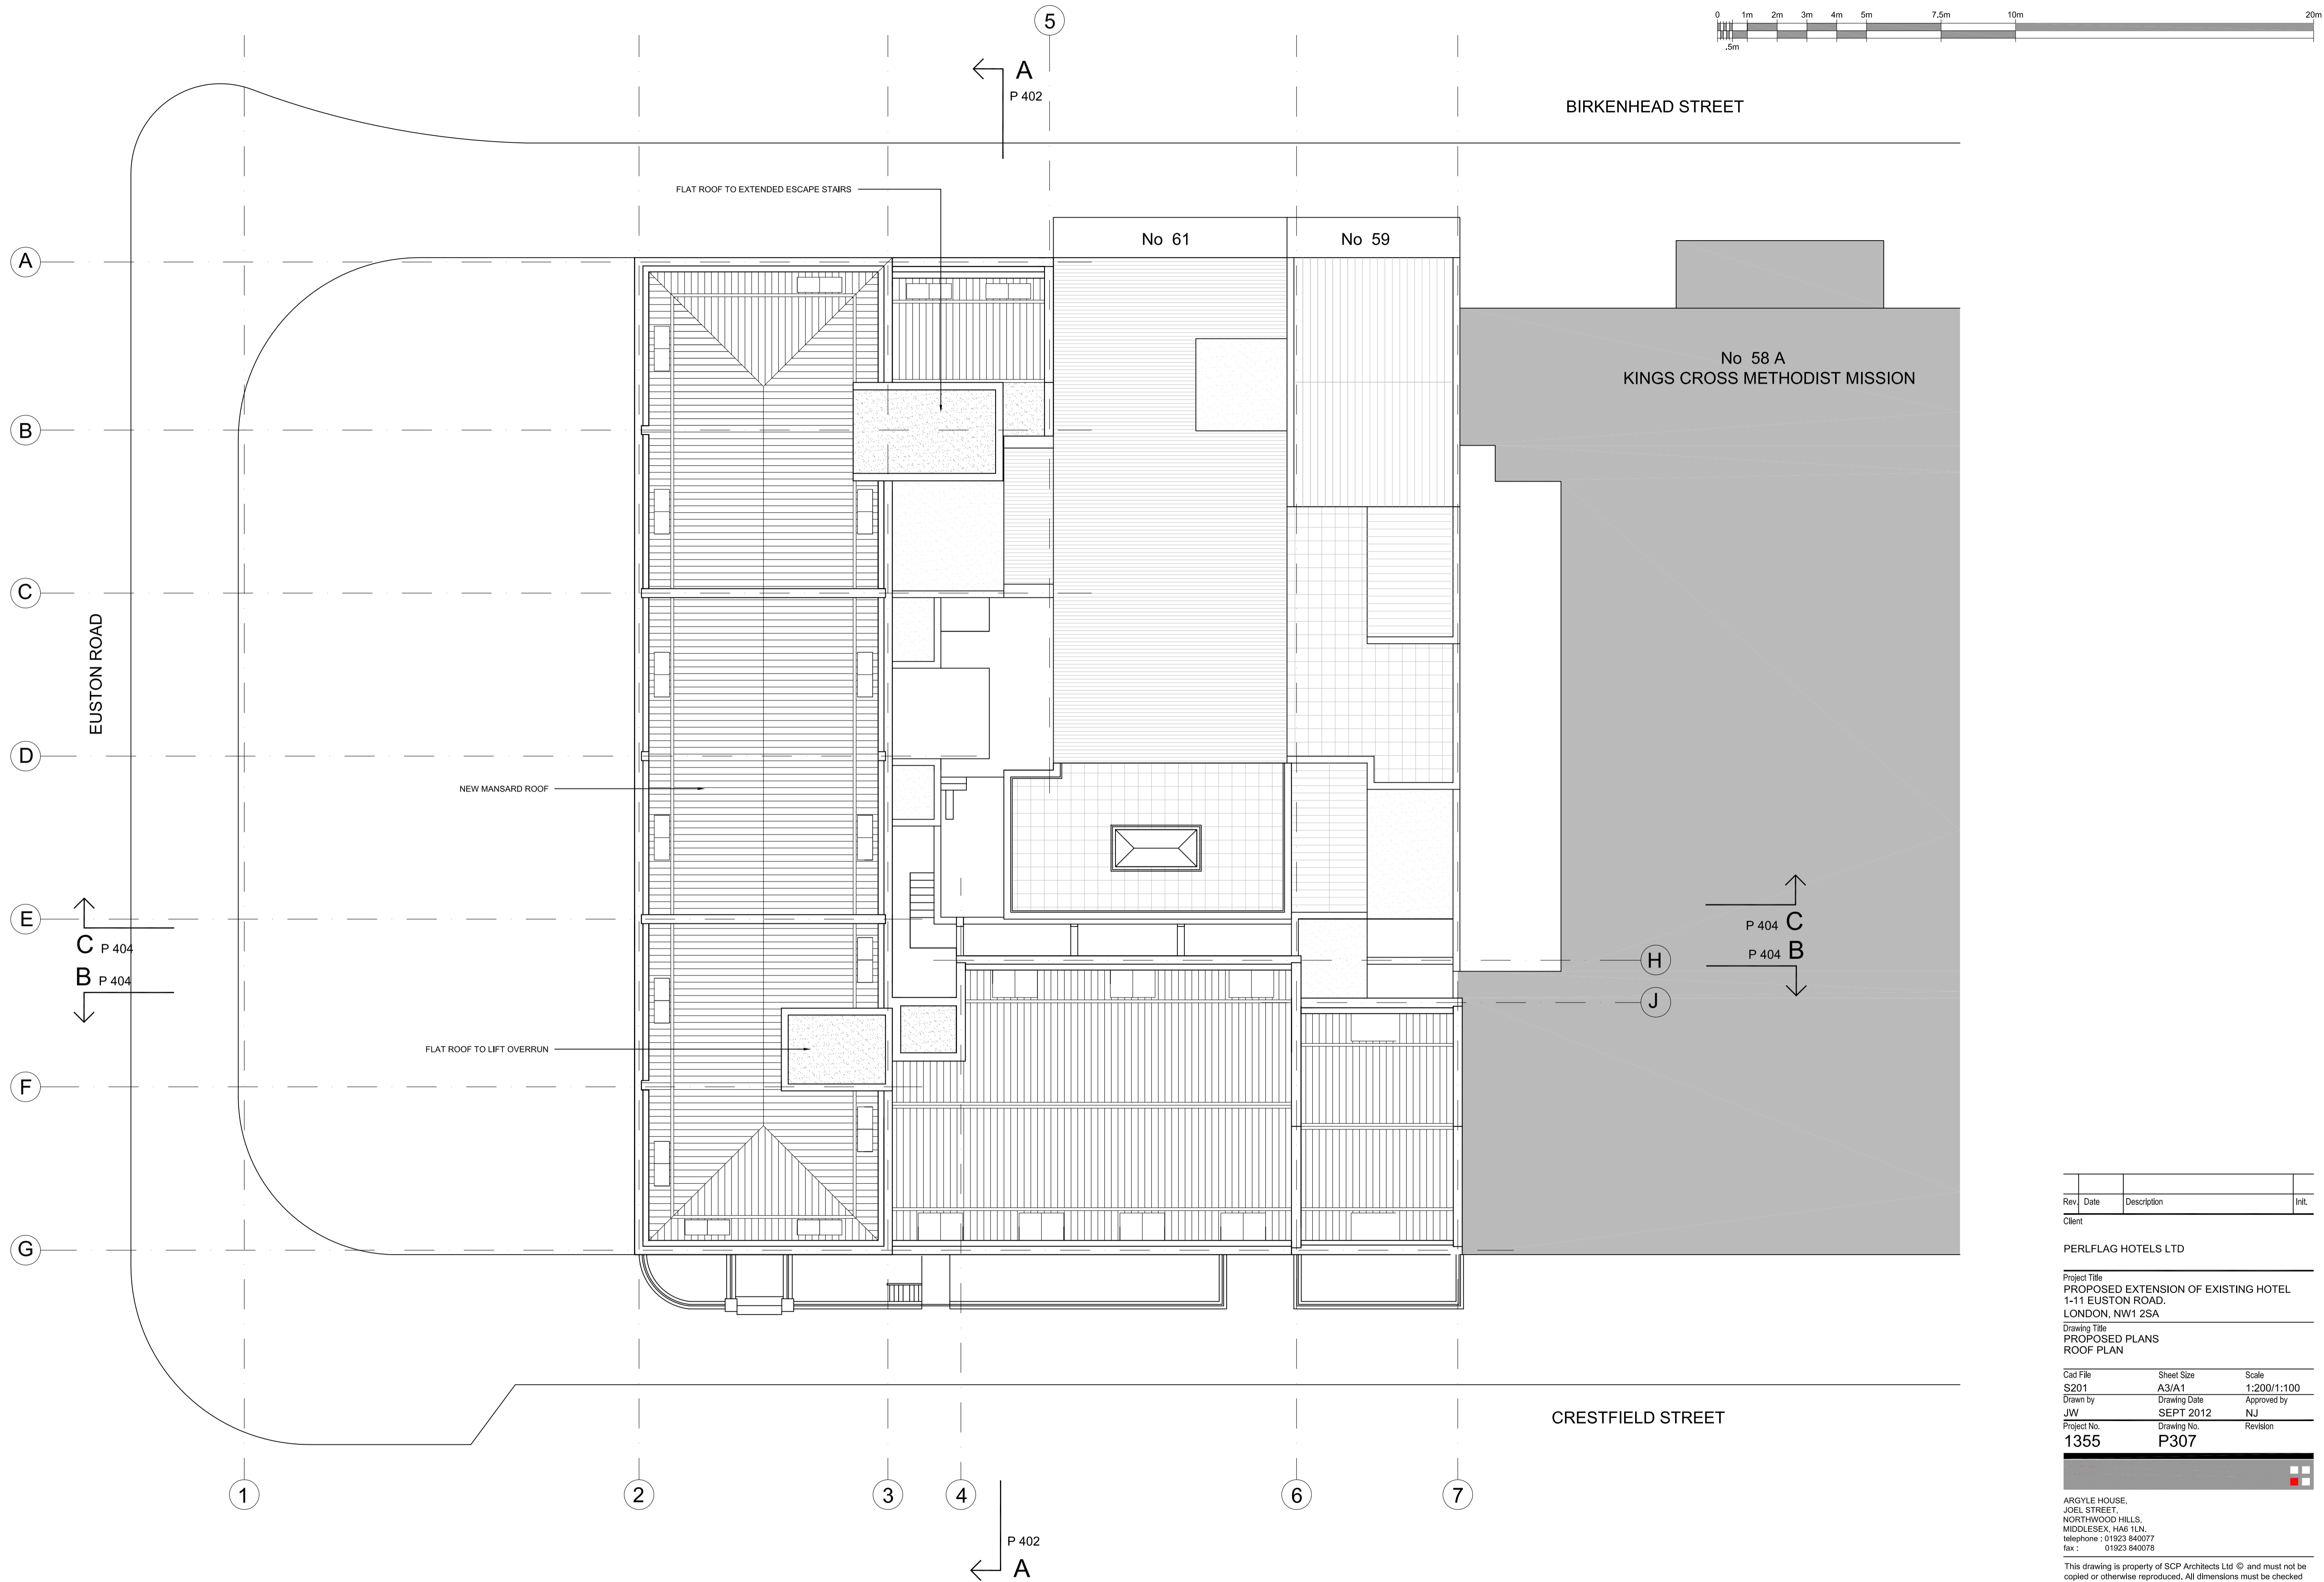 0 1m 2m 3m 4m 5m 7.5m 10m 20m
.5m
5
A
P 402
BIRKENHEAD STREET
FLAT ROOF TO EXTENDED ESCAPE STAIRS
No 61
No 59
A
No 58 A
KINGS CROSS METHODIST MISSION
B
C
EUSTON ROAD
D
NEW MANSARD ROOF
E
C P 404
B P 404
P 404 C
P 404 B
H
J
FLAT ROOF TO LIFT OVERRUN
F
G
CRESTFIELD STREET
1
2
3
4
6
7
P 402
A
Rev. Date Description Init.
Client
PERLFLAG HOTELS LTD
Project Title
PROPOSED EXTENSION OF EXISTING HOTEL
1-11 EUSTON ROAD.
LONDON, NW1 2SA
Drawing Title
PROPOSED PLANS
ROOF PLAN
Cad File Sheet Size Scale
S201 A3/A1 1:200/1:100
Drawn by Drawing Date Approved by
JW SEPT 2012 NJ
Project No. Drawing No. Revision
1355 P307
ARGYLE HOUSE,
JOEL STREET,
NORTHWOOD HILLS,
MIDDLESEX, HA6 1LN.
telephone : 01923 840077
fax : 01923 840078
This drawing is property of SCP Architects Ltd © and must not be
copied or otherwise reproduced. All dimensions must be checked